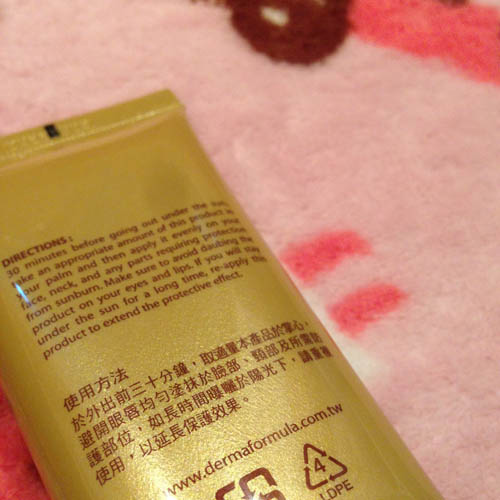 DIRECTIONS:
30 minutes before going out under the sun,
take an appropriate amount of this product in
your palm and then apply it evenly on your
face, neck, and any parts requiring protection
from sunburn. Make sure to avoid daubing the
product on your eyes and lips. If you will stay
under the sun for a long time, re-apply the
product to extend the protective effect.
使用方法
於外出前三十分鐘，取適量本產品於掌心，
避開眼唇均勻塗抹於臉部、頸部及所需防
護部位，如長時間曝曬於陽光下，請重複
使用，以延長保護效果。
www.dermaformula.com.tw
4
LDPE